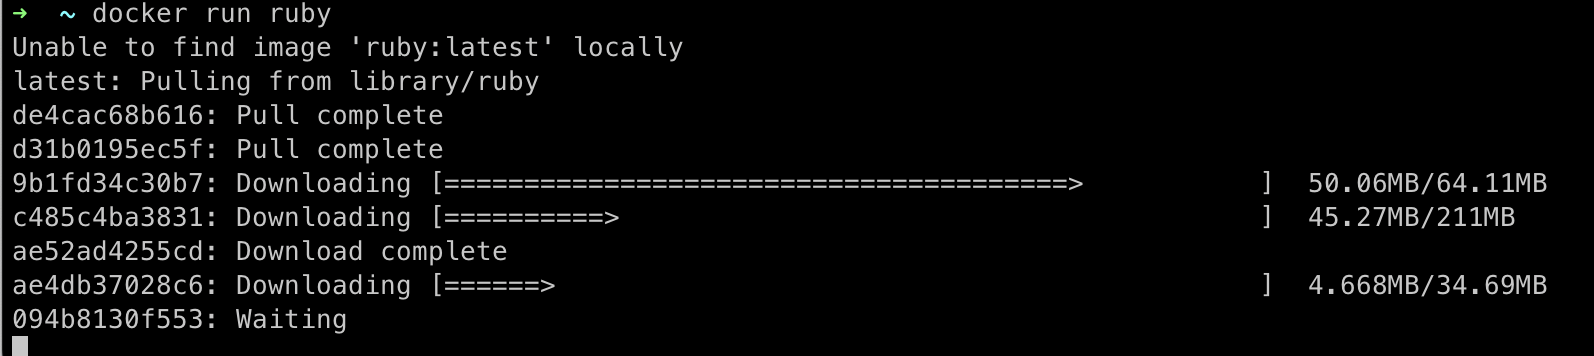 ➜  ~ docker run ruby
Unable to find image 'ruby:latest' locally
latest: Pulling from library/ruby
de4cac68b616: Pull complete
d31b0195ec5f: Pull complete
9b1fd34c30b7: Downloading [=======================================>           ]  50.06MB/64.11MB
c485c4ba3831: Downloading [==========>                                        ]  45.27MB/211MB
ae52ad4255cd: Download complete
ae4db37028c6: Downloading [======>                                            ]  4.668MB/34.69MB
094b8130f553: Waiting